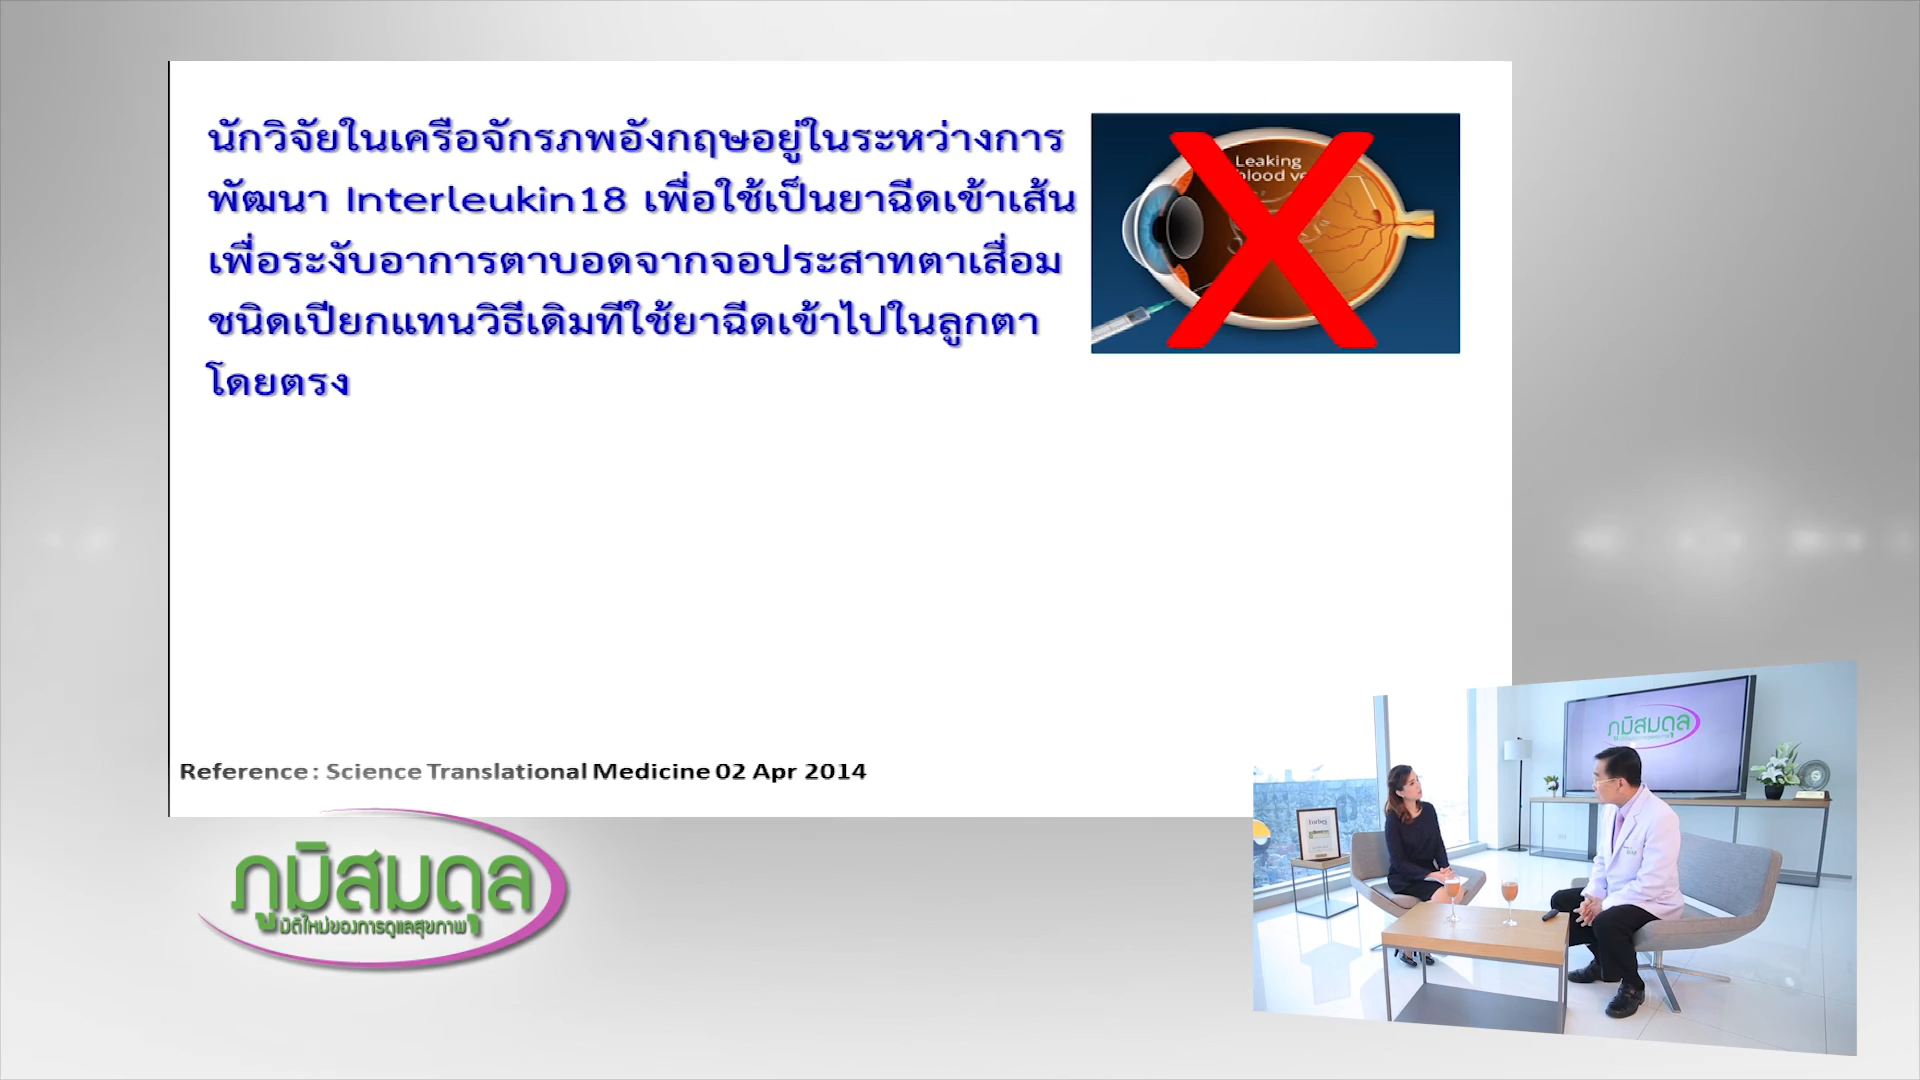 นักวิจัยในเครือจักรภพอังกฤษอยู่ในระหว่างการ
พัฒนา Interleukin18 เพื่อใช้เป็นยาฉีดเข้าเส้น
เพื่อระงับอาการตาบอดจากจอประสาทตาเสื่อม
ชนิดเปียกแทนวิธีเดิมที่ใช้ยาฉีดเข้าไปในลูกตา
โดยตรง
Leaking
blood ve
Reference : Science Translational Medicine 02 Apr 2014
ภูมิสมดุล
มิติใหม่ของการดูแลสุขภาพ
ภูมิสมดุล
Forbes